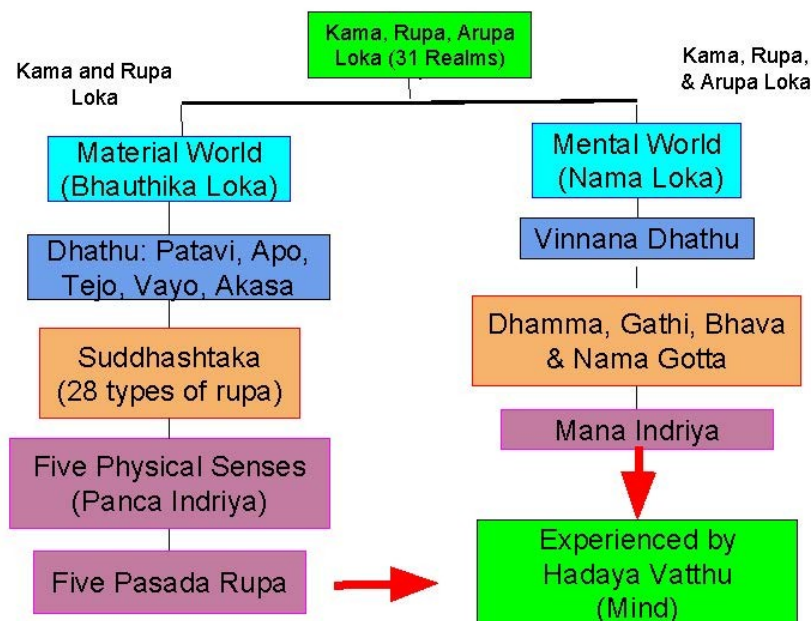 Kama, Rupa, Arupa
Loka (31 Realms)
Kama and Rupa
Loka
Kama, Rupa,
& Arupa Loka
Material World
(Bhauthika Loka)
Dhathu: Patavi, Apo,
Tejo, Vayo, Akasa
Suddhashtaka
(28 types of rupa)
Five Physical Senses
(Panca Indriya)
Five Pasada Rupa
Mental World
(Nama Loka)
Vinnana Dhathu
Dhamma, Gathi, Bhava
& Nama Gotta
Mana Indriya
Experienced by
Hadaya Vatthu
(Mind)